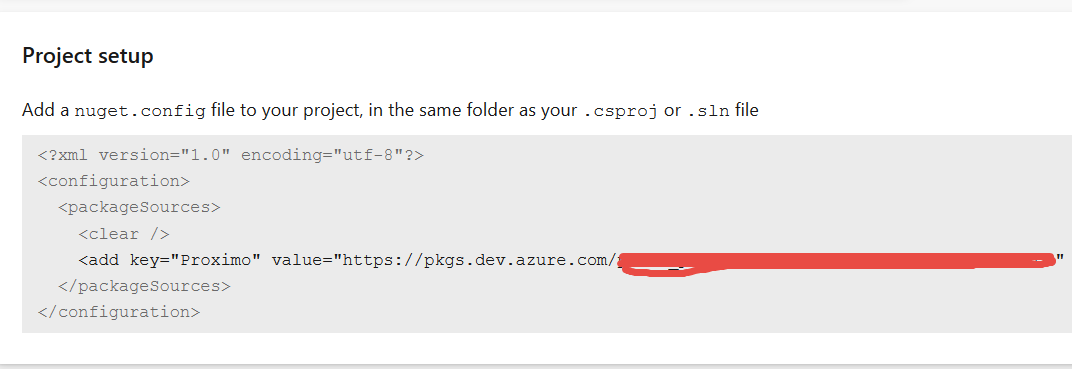 Project setup
Add a nuget.config file to your project, in the same folder as your .csproj or .sln file
<?xml version="1.0" encoding="utf-8"?>
<configuration>
<packageSources>
<clear />
<add key="Proximo" value="https://pkgs.dev.azure.com/ "
</packageSources>
</configuration>